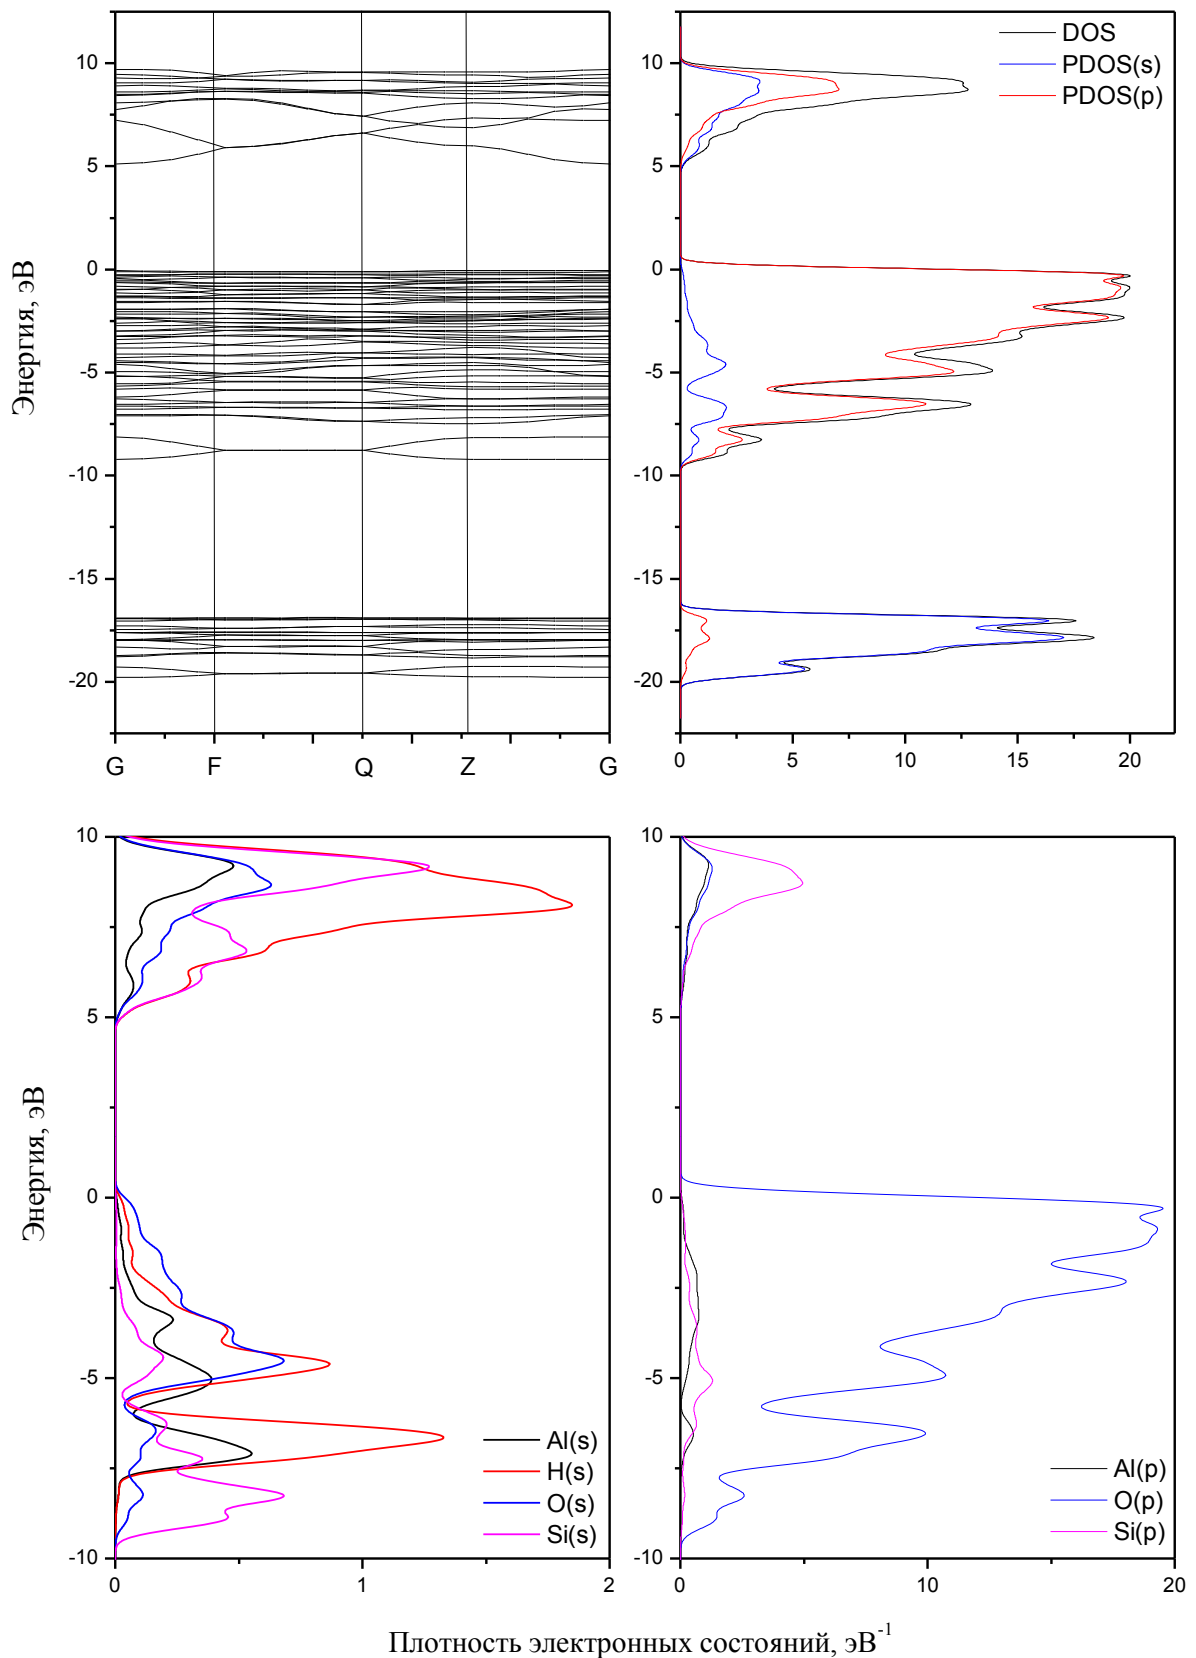 10
5
0
-5
-10
-15
-20
Энергия, эВ
G F Q Z G
DOS
PDOS(s)
PDOS(p)
10
5
0
-5
-10
-15
-20
0 5 10 15 20
10
5
0
-5
-10
Энергия, эВ
Al(s)
H(s)
O(s)
Si(s)
0 1 2
10
5
0
-5
-10
Al(p)
O(p)
Si(p)
0 10 20
Плотность электронных состояний, эВ⁻¹